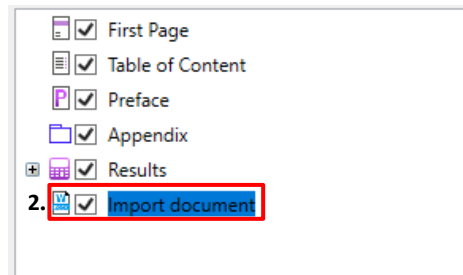 First Page
Table of Content
Preface
Appendix
Results
2. Import document